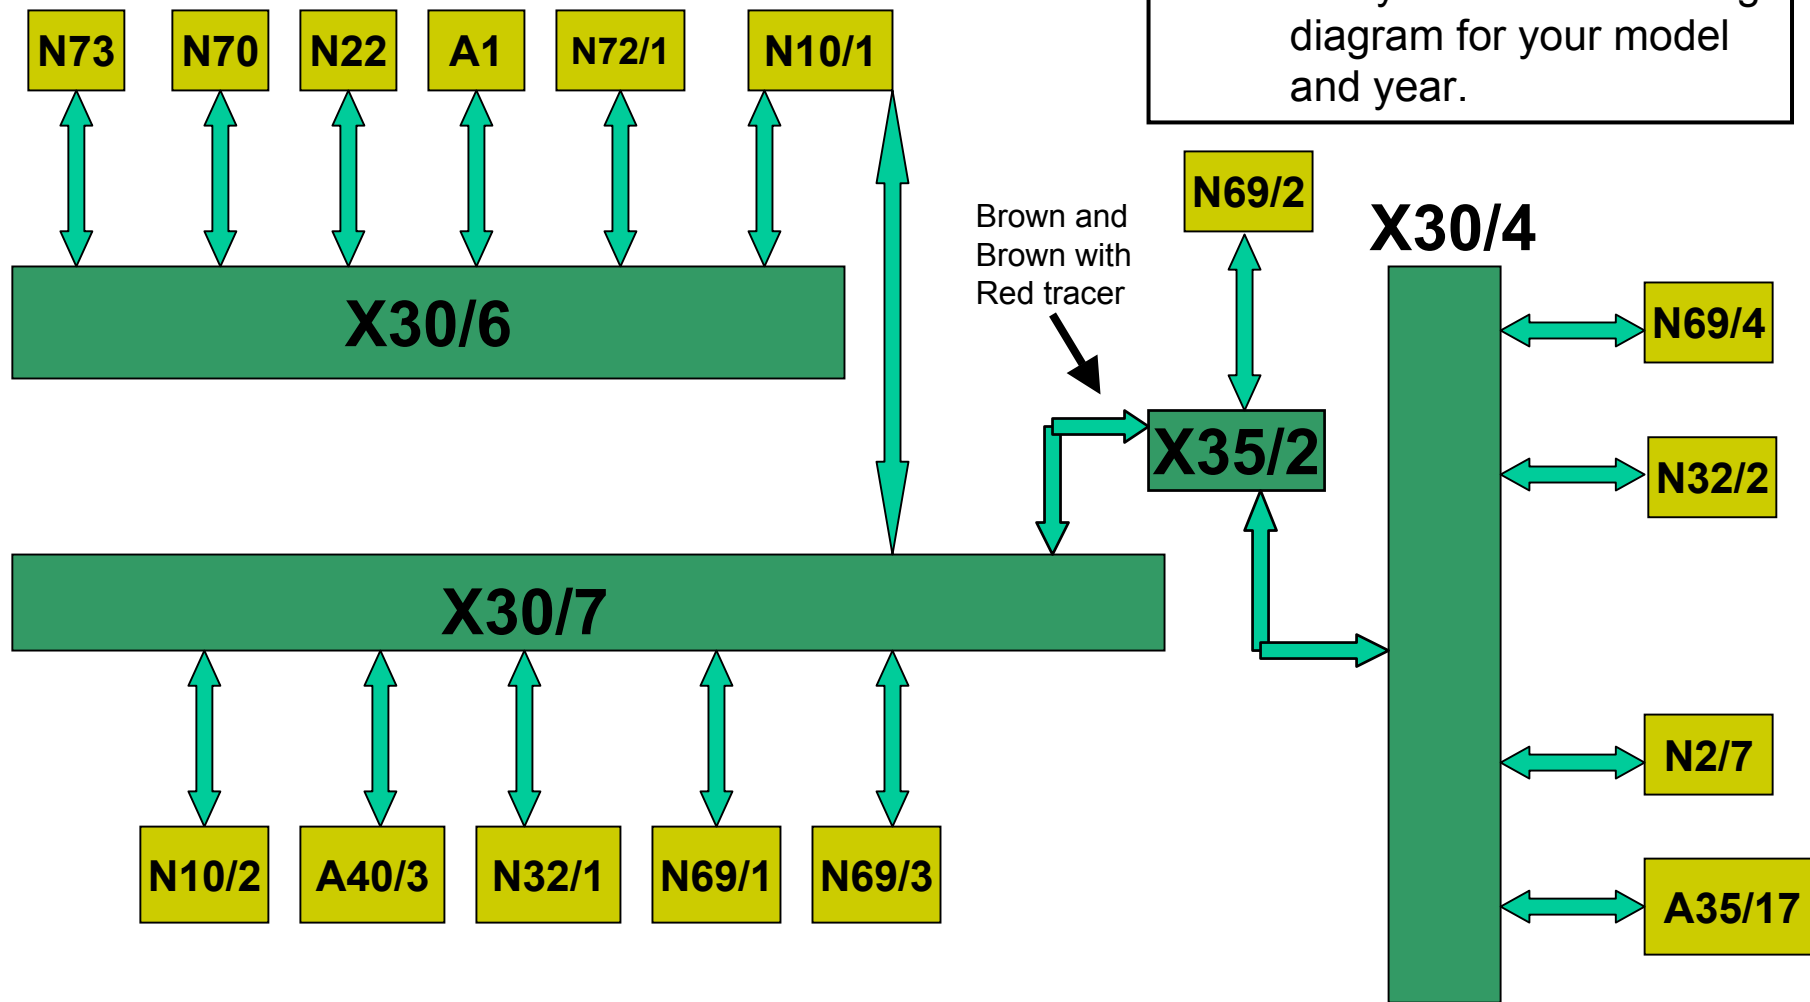 diagram for your model
and year.
N73
N70
N22
A1
N72/1
N10/1
N69/2
X30/4
Brown and
Brown with
Red tracer
X30/6
N69/4
X35/2
N32/2
X30/7
N2/7
N10/2
A40/3
N32/1
N69/1
N69/3
A35/17